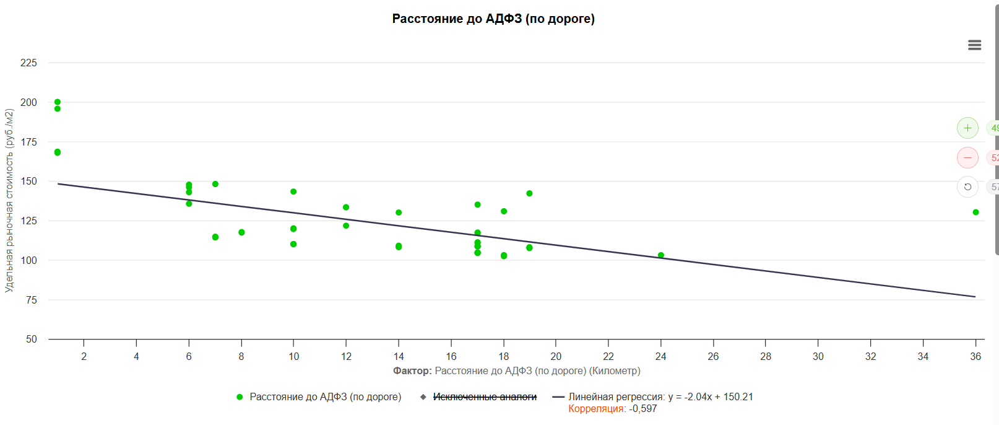 Расстояние до АДФЗ (по дороге)
Удельная рыночная стоимость (руб./м2)
225
200
175
150
125
100
75
50
2 4 6 8 10 12 14 16 18 20 22 24 26 28 30 32 34 36
Фактор: Расстояние до АДФЗ (по дороге) (Километр)
Расстояние до АДФЗ (по дороге) Исключенные аналоги Линейная регрессия: y = -2.04x + 150.21
Корреляция: -0,597
49
52
57